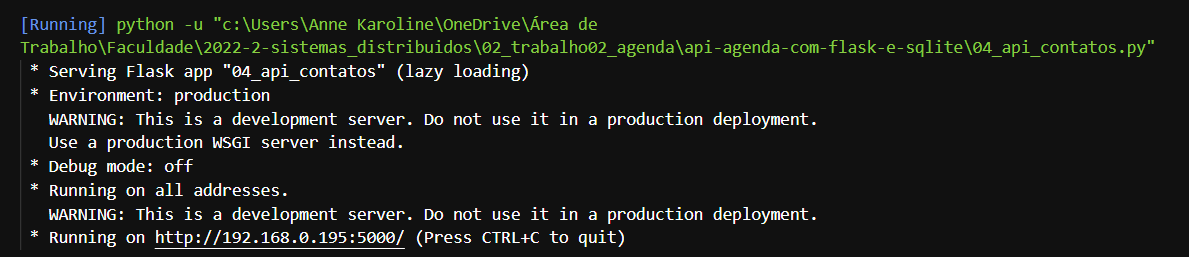 [Running] python -u "c:\Users\Anne Karoline\OneDrive\Área de
Trabalho\Faculdade\2022-2-sistemas_distribuidos\02_trabalho02_agenda\api-agenda-com-flask-e-sqlite\04_api_contatos.py"
* Serving Flask app "04_api_contatos" (lazy loading)
* Environment: production
WARNING: This is a development server. Do not use it in a production deployment.
Use a production WSGI server instead.
* Debug mode: off
* Running on all addresses.
WARNING: This is a development server. Do not use it in a production deployment.
* Running on http://192.168.0.195:5000/ (Press CTRL+C to quit)